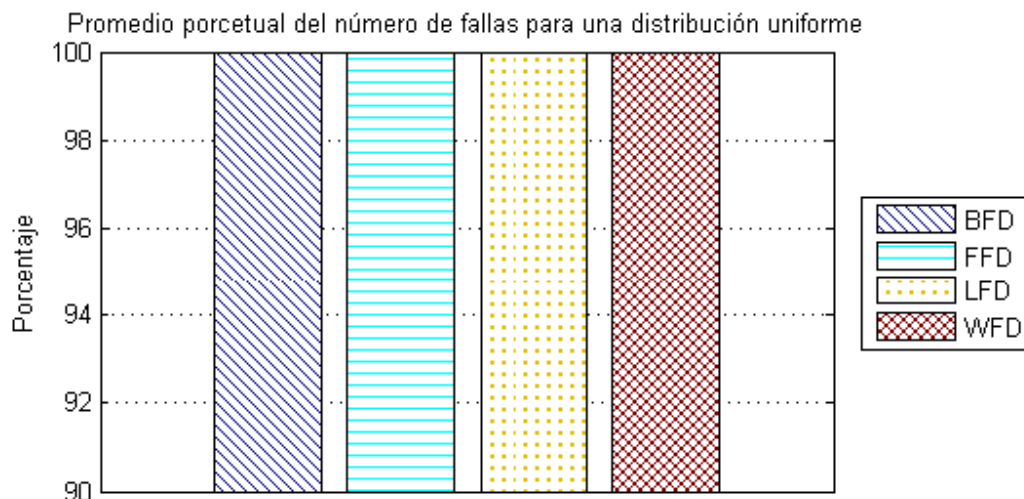 Promedio porcetual del número de fallas para una distribución uniforme
100
98
96
94
92
90
Porcentaje
BFD
FFD
LFD
WFD